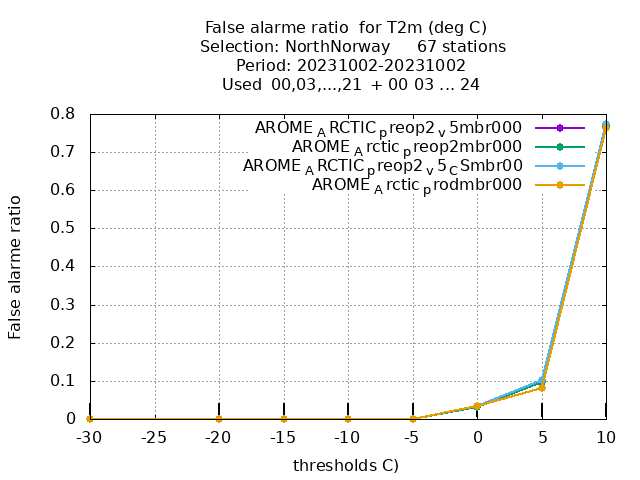 False alarme ratio  for T2m (deg C)
Selection: NorthNorway     67 stations
Period: 20231002-20231002
Used  00,03,...,21  + 00 03 ... 24
0.8
0.7
0.6
0.5
0.4
0.3
0.2
0.1
0
False alarme ratio
AROME_ARCTIC_preop2_v5mbr000
AROME_Arctic_preop2mbr000
AROME_ARCTIC_preop2_v5_CSmbr00
AROME_Arctic_prodmbr000
-30 -25 -20 -15 -10 -5 0 5 10
thresholds C)